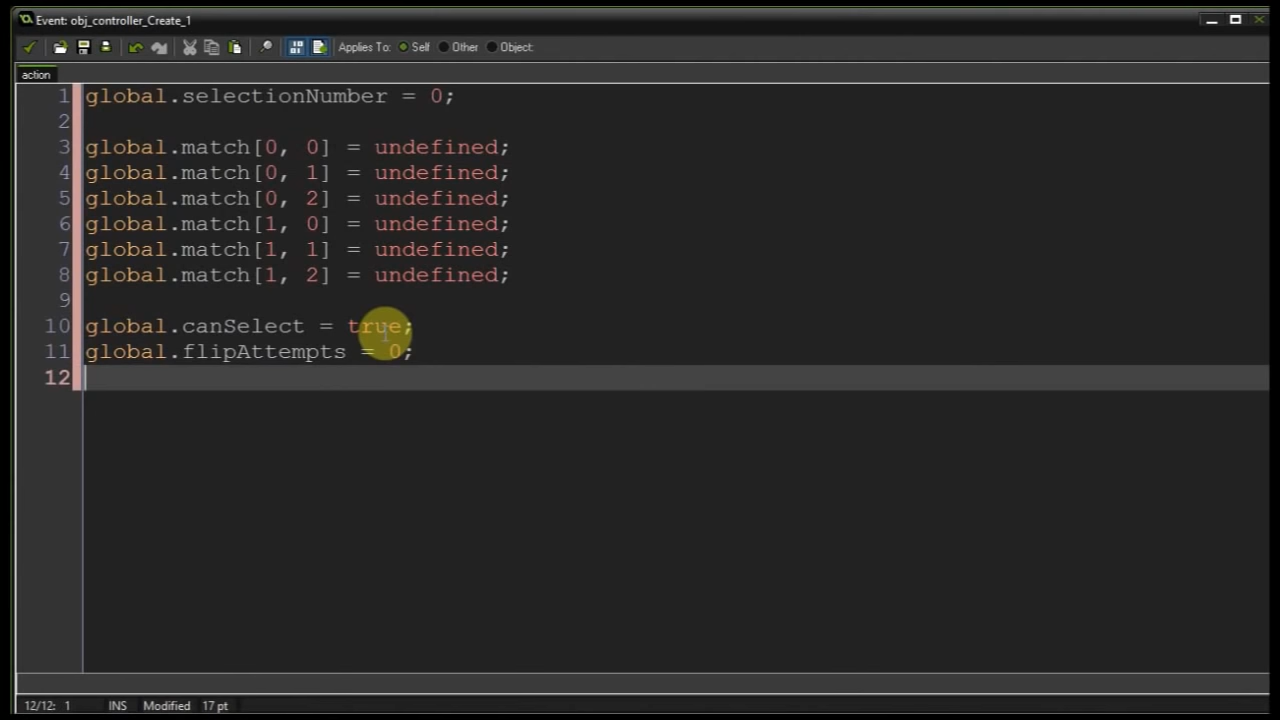 Event: obj_controller_Create_1
Applies To: Self Other Object:
action
1 global.selectionNumber = 0;
2
3 global.match[0, 0] = undefined;
4 global.match[0, 1] = undefined;
5 global.match[0, 2] = undefined;
6 global.match[1, 0] = undefined;
7 global.match[1, 1] = undefined;
8 global.match[1, 2] = undefined;
9
10 global.canSelect = true;
11 global.flipAttempts = 0;
12
12/12: 1 INS Modified 17 pt